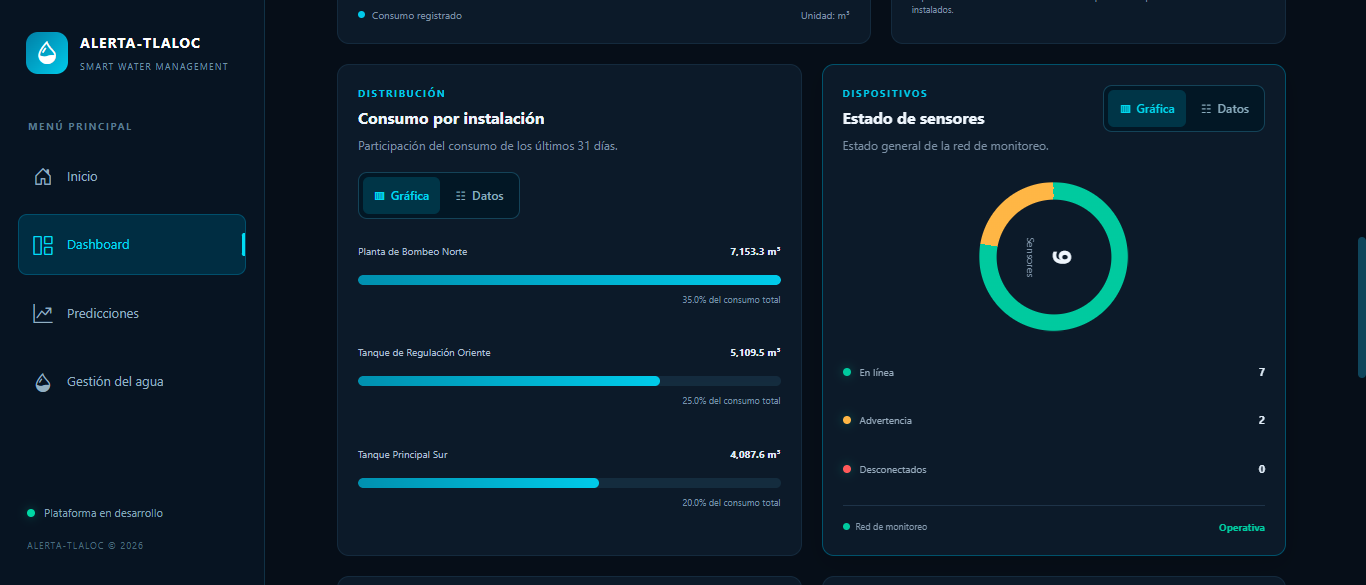 ALERTA-TLALOC
SMART WATER MANAGEMENT
MENÚ PRINCIPAL
Inicio
Dashboard
Predicciones
Gestión del agua
Plataforma en desarrollo
ALERTA-TLALOC © 2026
Consumo registrado
Unidad: m³
instalados.
DISTRIBUCIÓN
Consumo por instalación
Participación del consumo de los últimos 31 días.
Gráfica
Datos
Planta de Bombeo Norte
7,153.3 m³
35.0% del consumo total
Tanque de Regulación Oriente
5,109.5 m³
25.0% del consumo total
Tanque Principal Sur
4,087.6 m³
20.0% del consumo total
DISPOSITIVOS
Estado de sensores
Gráfica
Datos
Estado general de la red de monitoreo.
9
Sensores
En línea
7
Advertencia
2
Desconectados
0
Red de monitoreo
Operativa